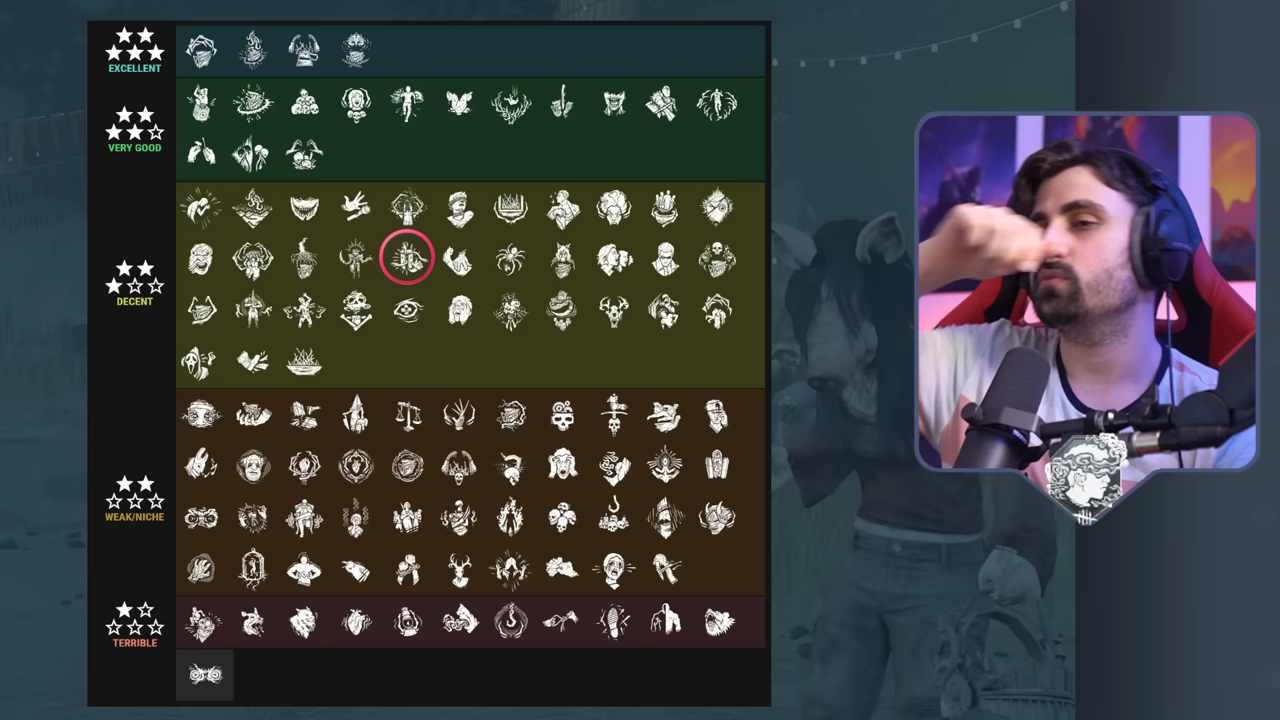 EXCELLENT
VERY GOOD
DECENT
WEAK/NICHE
TERRIBLE